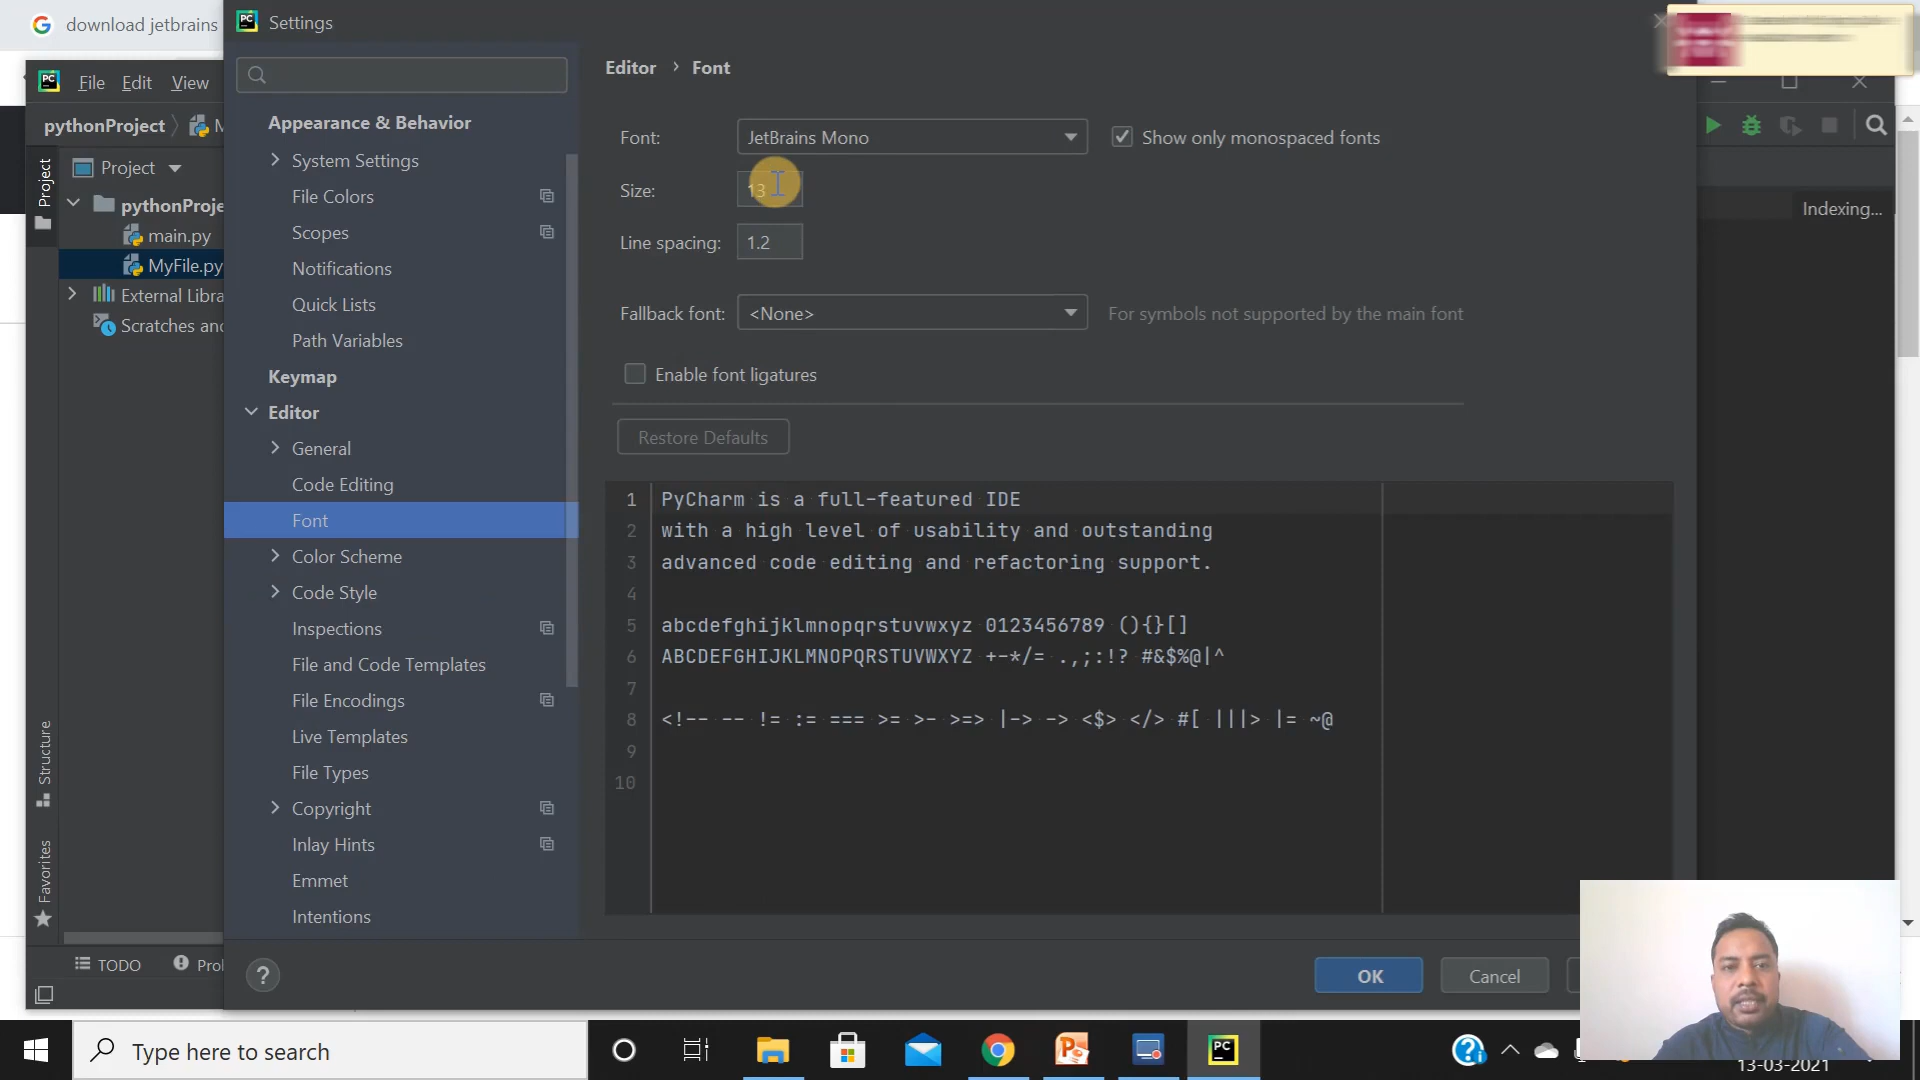 download jetbrains
Settings
PC
File Edit View
pythonProject
Project
pythonProje
main.py
MyFile.py
External Libra
Scratches and
Project
Structure
Favorites
TODO
Prol
Appearance & Behavior
System Settings
File Colors
Scopes
Notifications
Quick Lists
Path Variables
Keymap
Editor
General
Code Editing
Font
Color Scheme
Code Style
Inspections
File and Code Templates
File Encodings
Live Templates
File Types
Copyright
Inlay Hints
Emmet
Intentions
Editor › Font
Font: JetBrains Mono
Show only monospaced fonts
Size: 13
Line spacing: 1.2
Fallback font: <None> For symbols not supported by the main font
Enable font ligatures
Restore Defaults
1 PyCharm is a full-featured IDE
2 with a high level of usability and outstanding
3 advanced code editing and refactoring support.
4
5 abcdefghijklmnopqrstuvwxyz 0123456789 (){}[]
6 ABCDEFGHIJKLMNOPQRSTUVWXYZ +-*/= .,;:!? #&$%@|^
7
8 <!-- -- != := === >= >- >=> |-> -> <$> </> #[ |||> |= ~@
9
10
Indexing...
?
OK
Cancel
Type here to search
PC
13-03-2021